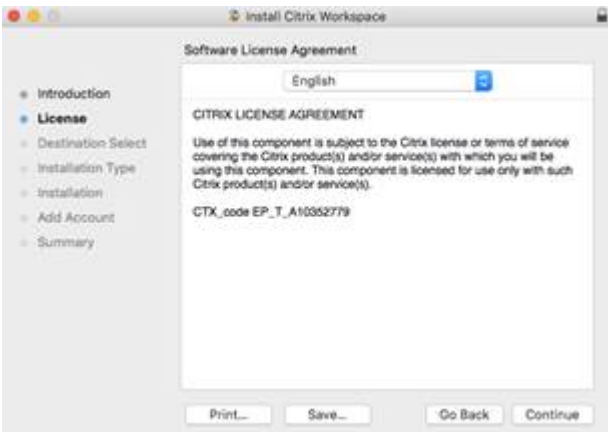 Install Citrix Workspace
Software License Agreement
English
Introduction
License
Destination Select
Installation Type
Installation
Add Account
Summary
CITRIX LICENSE AGREEMENT
Use of this component is subject to the Citrix license or terms of service
covering the Citrix product(s) and/or service(s) with which you will be
using this component. This component is licensed for use only with such
Citrix product(s) and/or service(s).
CTX_code EP_T_A10352779
Print...
Save...
Go Back
Continue